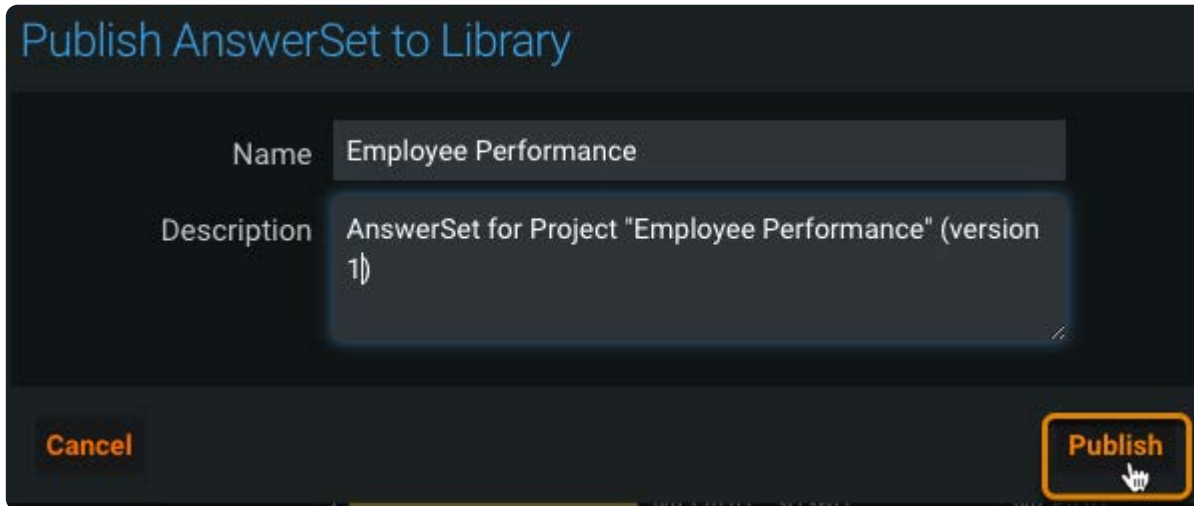 Publish AnswerSet to Library
Name
Employee Performance
Description
AnswerSet for Project "Employee Performance" (version
1)
Cancel
Publish